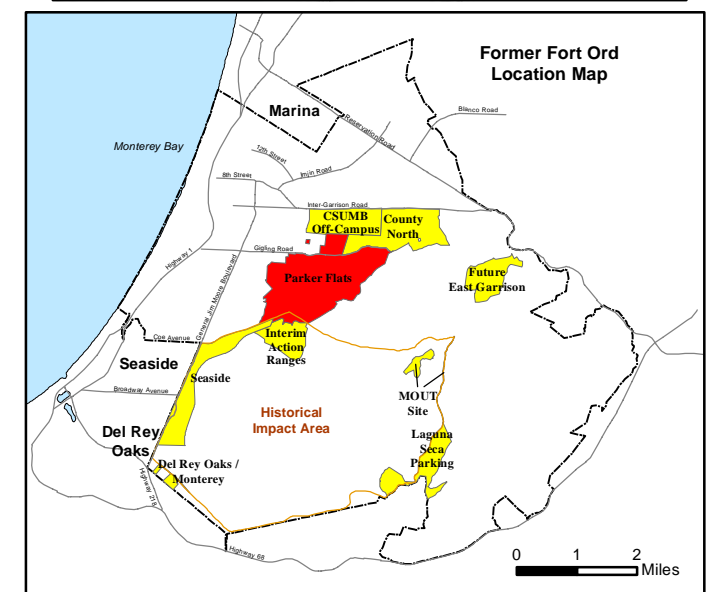 Former Fort Ord
Location Map
Marina
Blanco Road
Reservation Road
Monterey Bay
12th Street
Imjin Road
8th Street
Inter-Garrison Road
CSUMB
Off-Campus
County
North
Gigling Road
Highway 1
General Jim Moore Boulevard
Parker Flats
Future
East Garrison
Coe Avenue
Interim
Action
Ranges
Seaside
Seaside
Broadway Avenue
MOUT
Site
Historical
Impact Area
Del Rey
Oaks
Laguna
Seca
Parking
Del Rey Oaks /
Monterey
Highway 218
Highway 68
0 1 2
Miles